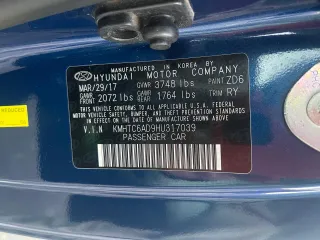 MANUFACTURED IN KOREA BY
HYUNDAI MOTOR COMPANY
MAR/29/17 GVWR 3748 lbs PAINT ZD6
GAWR FRONT 2072 lbs GAWR REAR 1764 lbs TRIM RY
THIS VEHICLE CONFORMS TO ALL APPLICABLE U.S. FEDERAL
MOTOR VEHICLE SAFETY, BUMPER, AND THEFT PREVENTION
STANDARDS IN EFFECT ON THE DATE OF MANUFACTURE SHOWN ABOVE.
V.I.N KMHTC6AD9HU317039
PASSENGER CAR